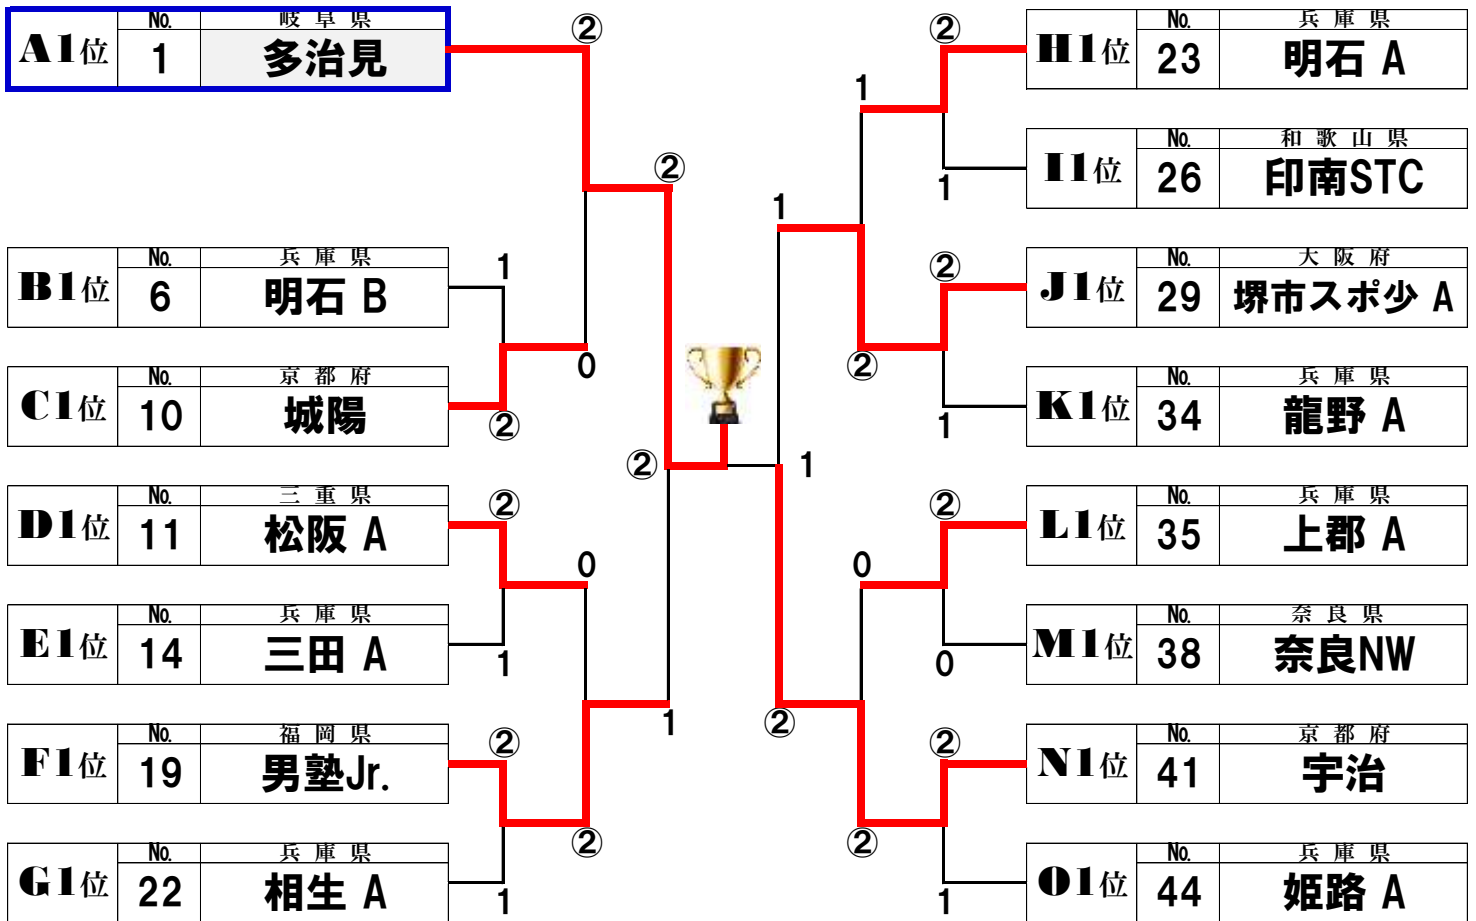 A1位 No. 岐阜県
1 多治見
B1位 No. 兵庫県
6 明石 B
C1位 No. 京都府
10 城陽
D1位 No. 三重県
11 松阪 A
E1位 No. 兵庫県
14 三田 A
F1位 No. 福岡県
19 男塾Jr.
G1位 No. 兵庫県
22 相生 A
②
1
②
0
②
②
1
0
②
1
②
②
1
②
1
1
②
②
1
1
②
②
1
1
②
②
0
0
②
②
1
H1位 No. 兵庫県
23 明石 A
I1位 No. 和歌山県
26 印南STC
J1位 No. 大阪府
29 堺市スポ少 A
K1位 No. 兵庫県
34 龍野 A
L1位 No. 兵庫県
35 上郡 A
M1位 No. 奈良県
38 奈良NW
N1位 No. 京都府
41 宇治
O1位 No. 兵庫県
44 姫路 A